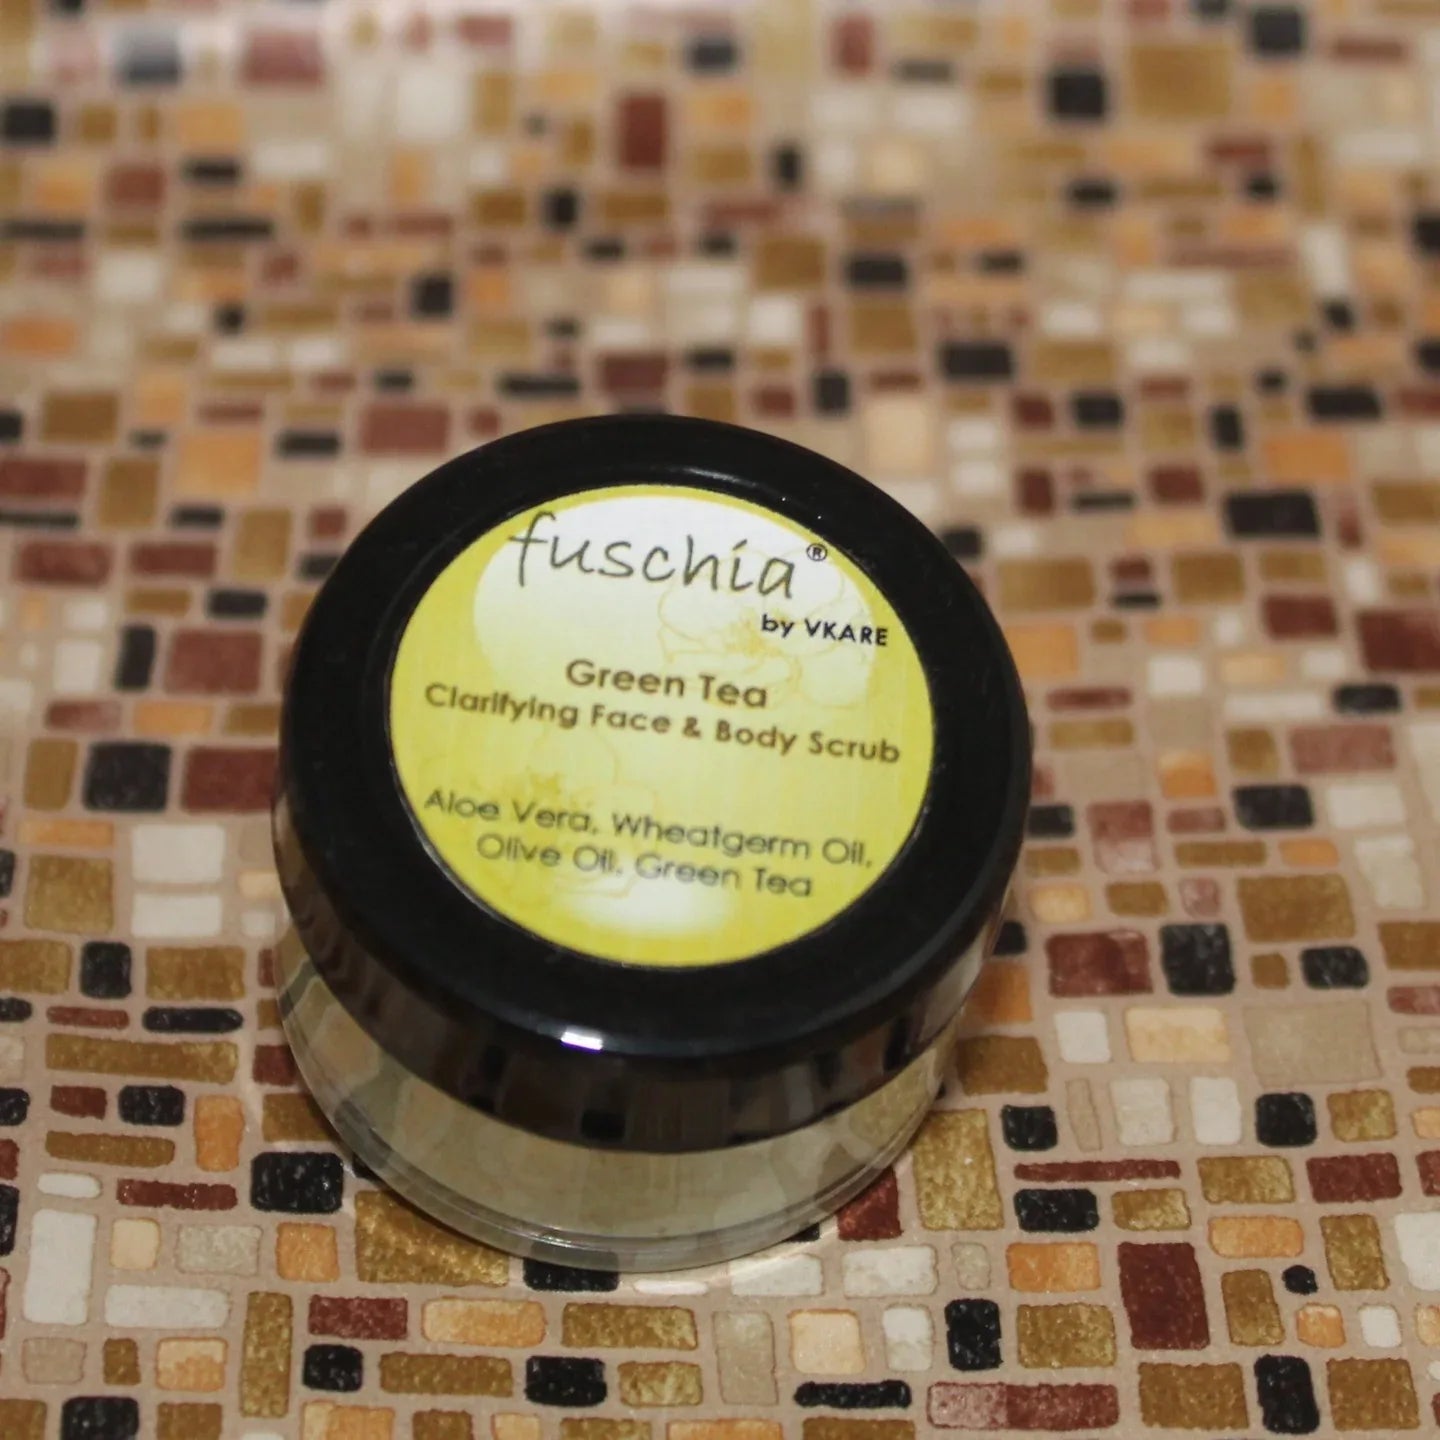 fuschia®
by VKARE
Green Tea
Clarifying Face & Body Scrub
Aloe Vera, Wheatgerm Oil,
Olive Oil, Green Tea